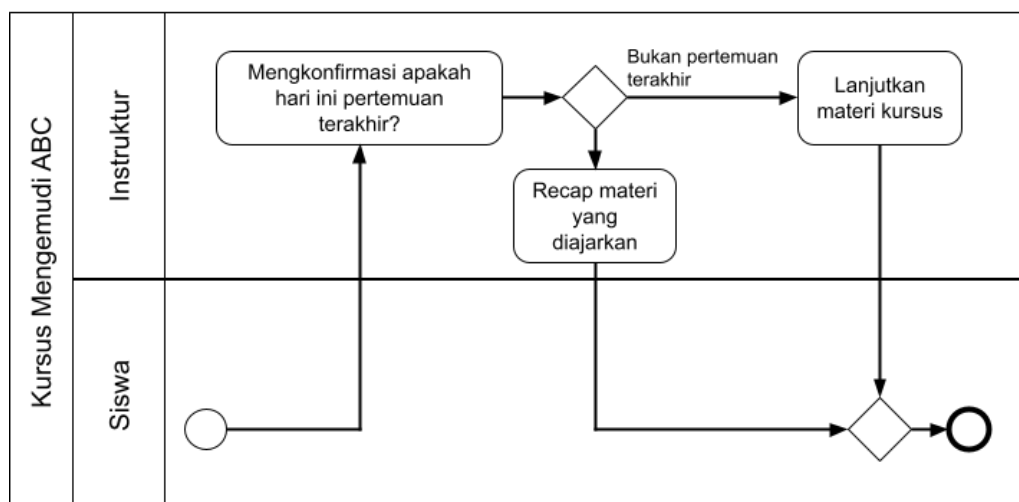 Kursus Mengemudi ABC
Instruktur
Mengkonfirmasi apakah
hari ini pertemuan
terakhir?
Bukan pertemuan
terakhir
Lanjutkan
materi kursus
Recap materi
yang
diajarkan
Siswa